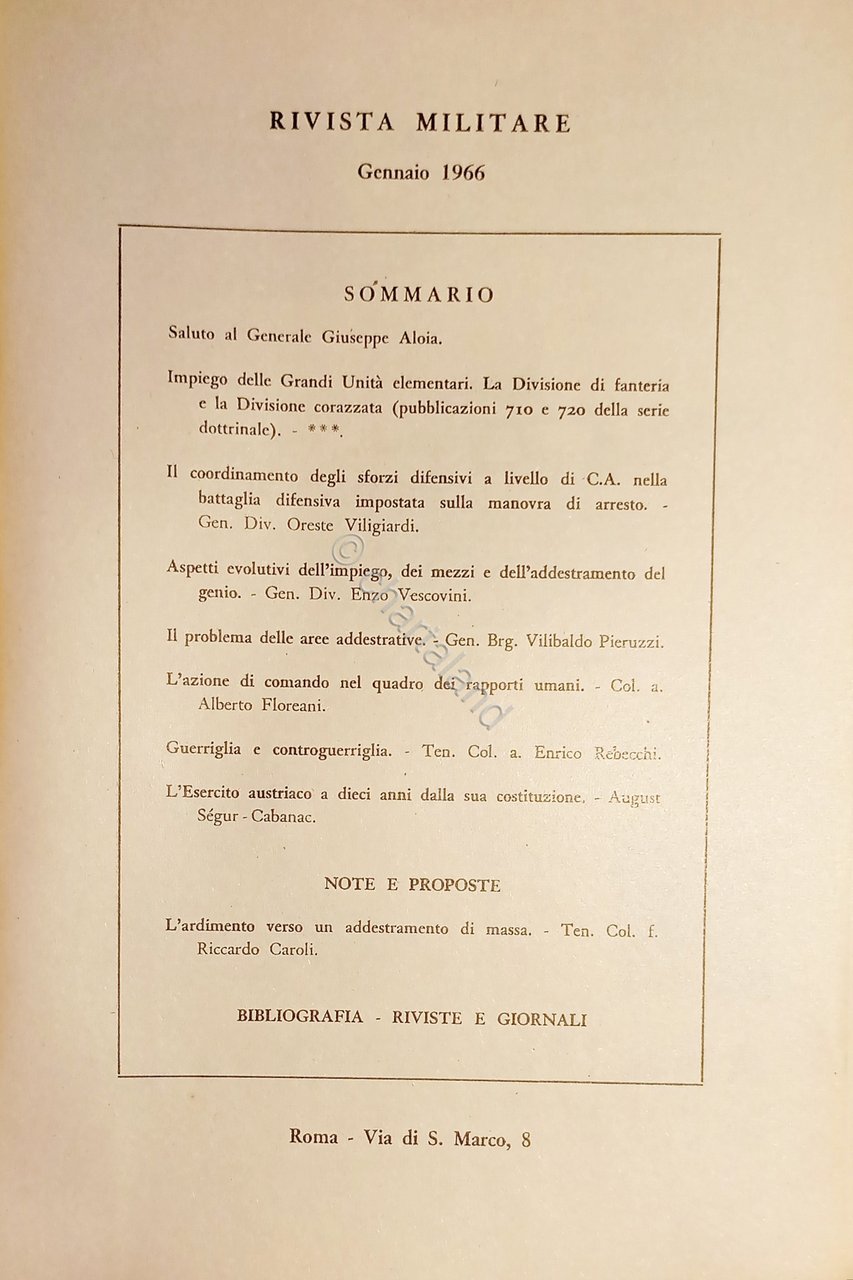 RIVISTA MILITARE
Gennaio 1966
SOMMARIO
Saluto al Generale Giuseppe Aloia.
Impiego delle Grandi Unità elementari. La Divisione di fanteria
e la Divisione corazzata (pubblicazioni 710 e 720 della serie
dottrinale). - ***.
Il coordinamento degli sforzi difensivi a livello di C.A. nella
battaglia difensiva impostata sulla manovra di arresto. -
Gen. Div. Oreste Viligiardi.
Aspetti evolutivi dell'impiego, dei mezzi e dell'addestramento del
genio. - Gen. Div. Enzo Vescovini.
Il problema delle aree addestrative. - Gen. Brg. Vilibaldo Pieruzzi.
L'azione di comando nel quadro dei rapporti umani. - Col. a.
Alberto Floreani.
Guerriglia e controguerriglia. - Ten. Col. a. Enrico Rebecchi.
L'Esercito austriaco a dieci anni dalla sua costituzione. - August
Ségur - Cabanac.
NOTE E PROPOSTE
L'ardimento verso un addestramento di massa. - Ten. Col. f.
Riccardo Caroli.
BIBLIOGRAFIA - RIVISTE E GIORNALI
Roma - Via di S. Marco, 8
© chartaland